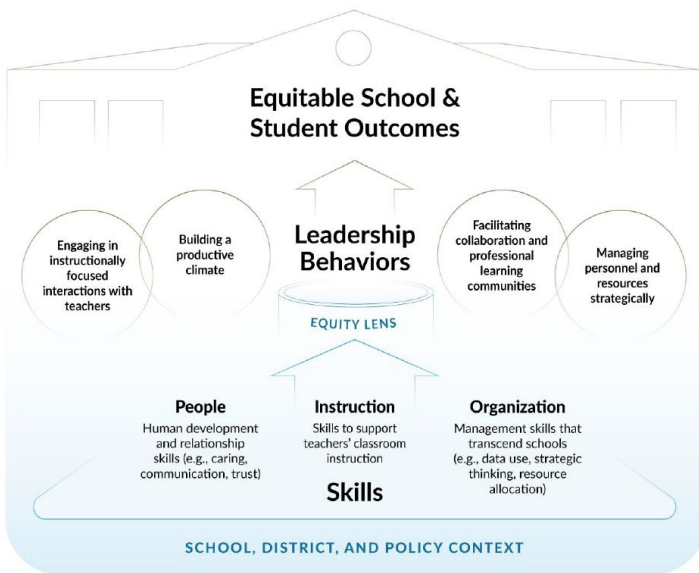 Equitable School &
Student Outcomes
Engaging in
instructionally
focused
interactions with
teachers
Building a
productive
climate
Leadership
Behaviors
Facilitating
collaboration and
professional
learning
communities
Managing
personnel and
resources
strategically
EQUITY LENS
People
Human development
and relationship
skills (e.g., caring,
communication, trust)
Instruction
Skills to support
teachers' classroom
instruction
Organization
Management skills that
transcend schools
(e.g., data use, strategic
thinking, resource
allocation)
Skills
SCHOOL, DISTRICT, AND POLICY CONTEXT